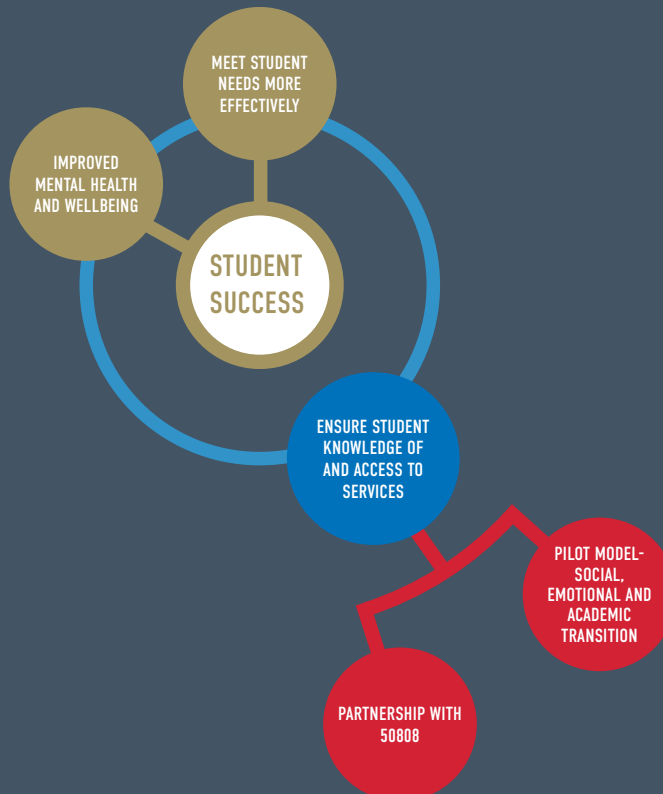 MEET STUDENT
NEEDS MORE
EFFECTIVELY
IMPROVED
MENTAL HEALTH
AND WELLBEING
STUDENT
SUCCESS
ENSURE STUDENT
KNOWLEDGE OF
AND ACCESS TO
SERVICES
PILOT MODEL-
SOCIAL,
EMOTIONAL AND
ACADEMIC
TRANSITION
PARTNERSHIP WITH
50808